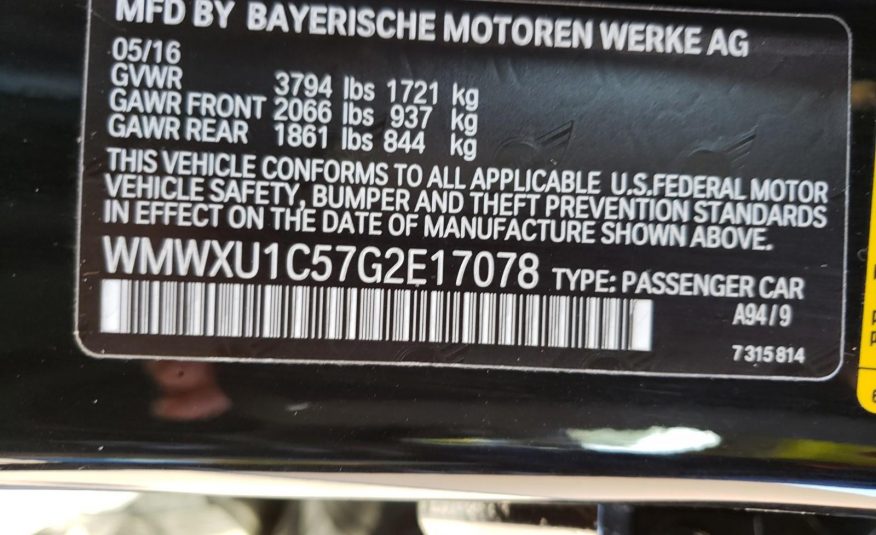 MFD BY BAYERISCHE MOTOREN WERKE AG
05/16
GVWR 3794 lbs 1721 kg
GAWR FRONT 2066 lbs 937 kg
GAWR REAR 1861 lbs 844 kg
THIS VEHICLE CONFORMS TO ALL APPLICABLE U.S.FEDERAL MOTOR
VEHICLE SAFETY, BUMPER AND THEFT PREVENTION STANDARDS
IN EFFECT ON THE DATE OF MANUFACTURE SHOWN ABOVE.
WMWXU1C57G2E17078 TYPE: PASSENGER CAR
A94/9
7315814